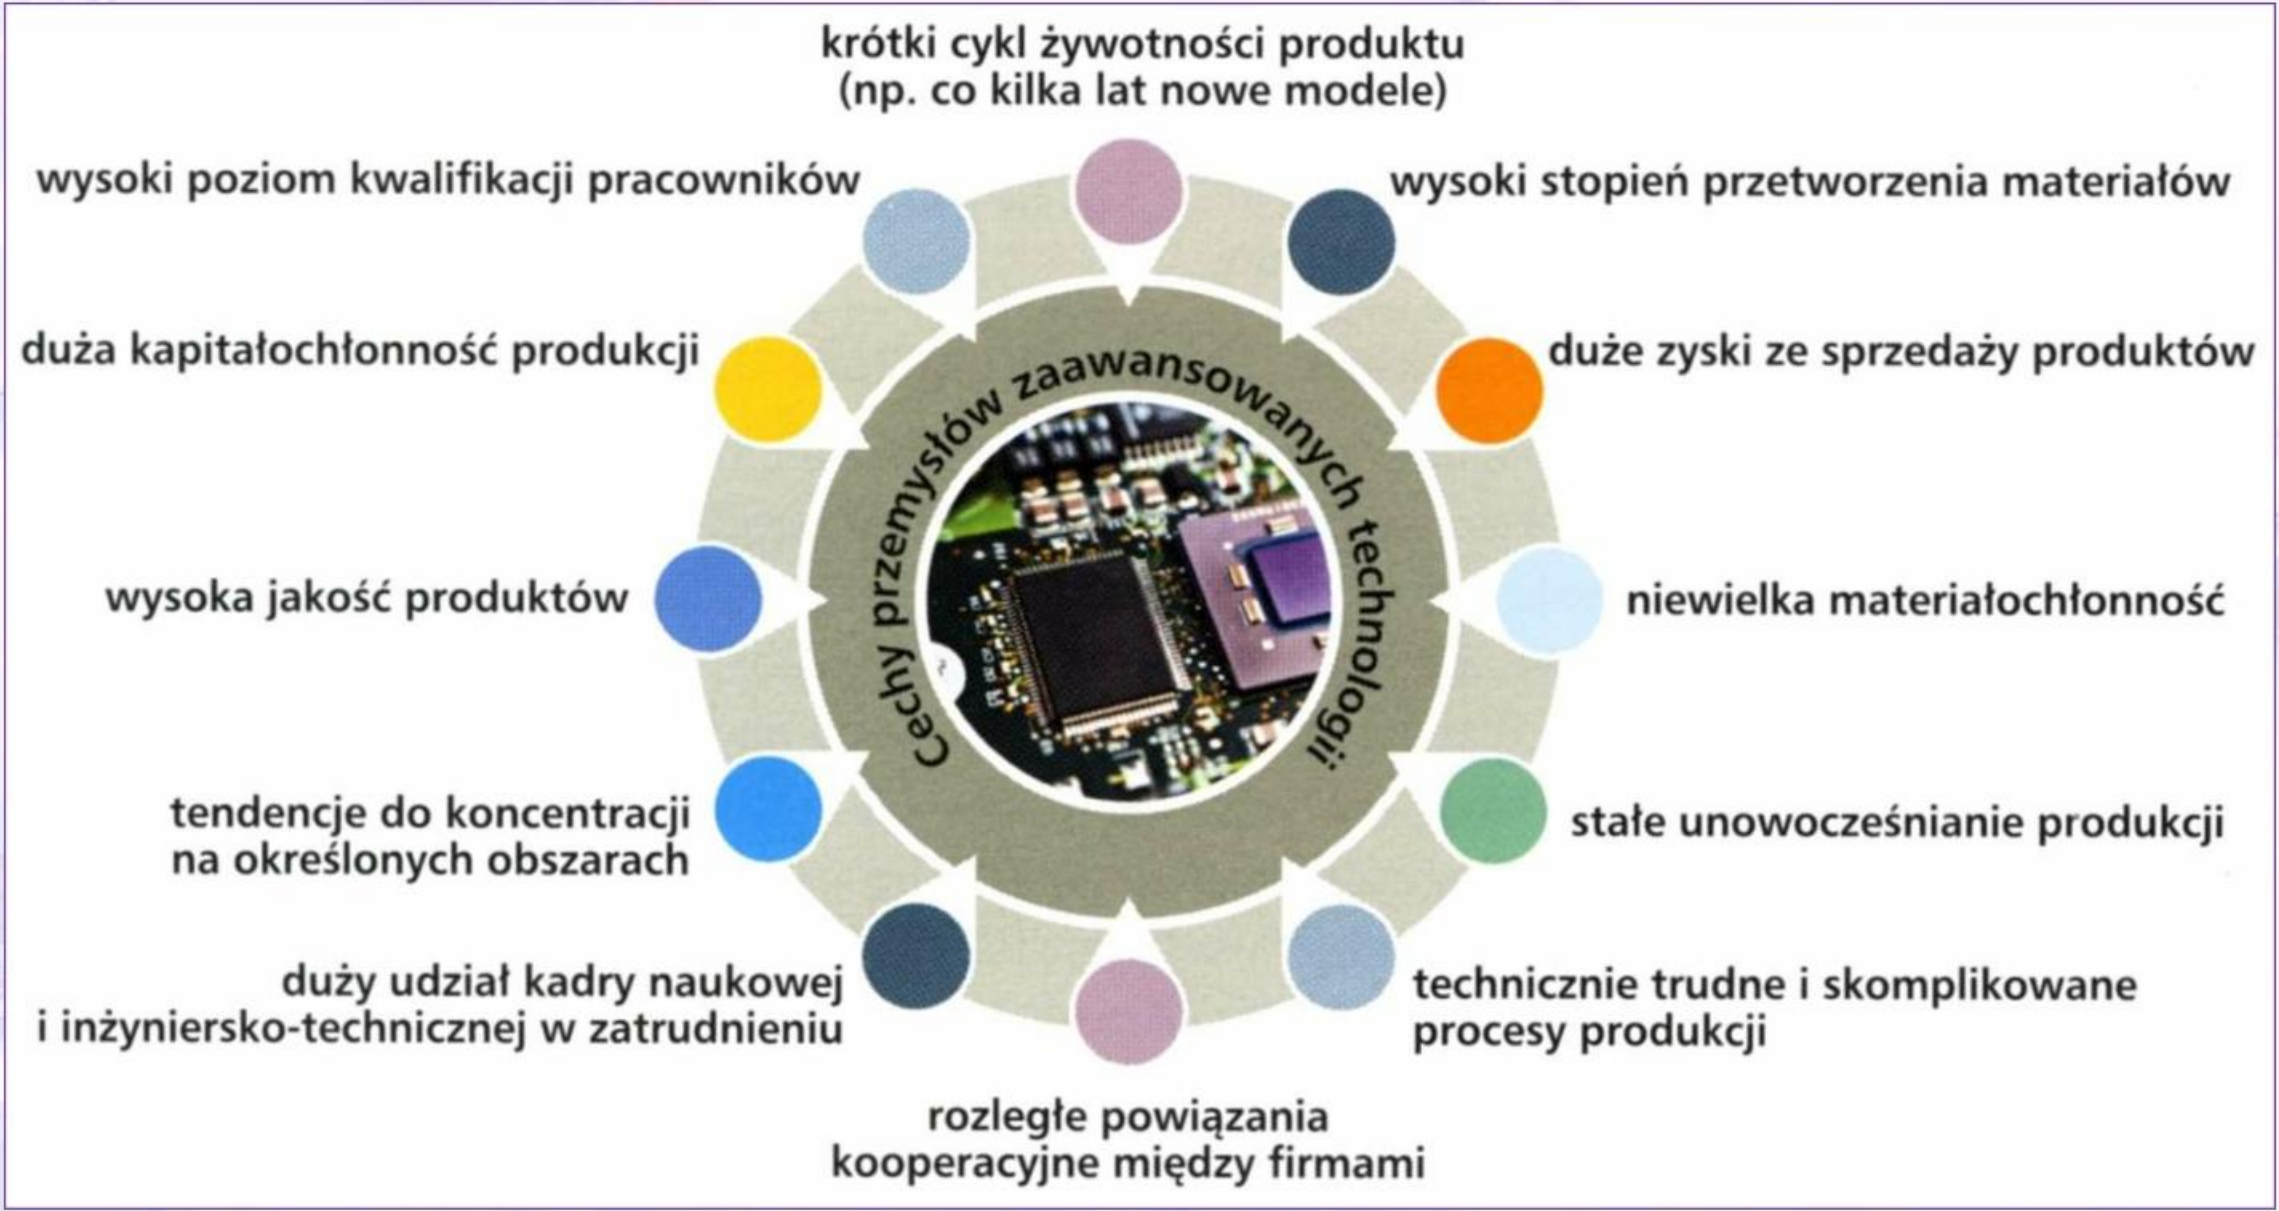 krótki cykl żywotności produktu
(np. co kilka lat nowe modele)
wysoki poziom kwalifikacji pracowników
wysoki stopień przetworzenia materiałów
duża kapitałochłonność produkcji
duże zyski ze sprzedaży produktów
Cechy przemysłów zaawansowanych technologii
wysoka jakość produktów
niewielka materiałochłonność
tendencje do koncentracji
na określonych obszarach
stałe unowocześnianie produkcji
duży udział kadry naukowej
i inżyniersko-technicznej w zatrudnieniu
technicznie trudne i skomplikowane
procesy produkcji
rozległe powiązania
kooperacyjne między firmami